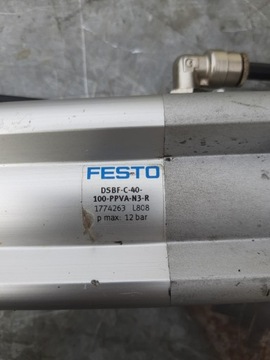 FESTO
DSBF-C-40-
100-PPVA-N3-R
1774263 L808
p max: 12 bar